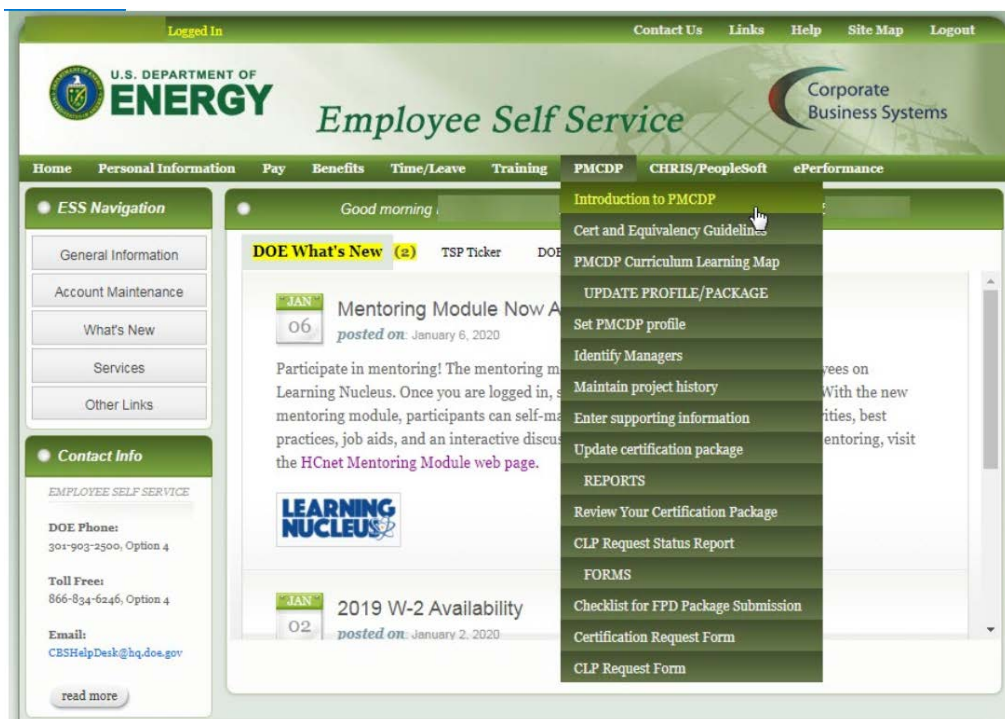 Logged In
Contact Us Links Help Site Map Logout
U.S. DEPARTMENT OF
ENERGY
Employee Self Service
Corporate
Business Systems
Home Personal Information Pay Benefits Time/Leave Training PMCDP CHRIS/PeopleSoft ePerformance
ESS Navigation
General Information
Account Maintenance
What's New
Services
Other Links
Contact Info
EMPLOYEE SELF SERVICE
DOE Phone:
301-903-2500, Option 4
Toll Free:
866-834-6246, Option 4
Email:
CBSHelpDesk@hq.doe.gov
read more
Good morning
DOE What's New (2) TSP Ticker DOE
JAN
06
Mentoring Module Now A
posted on: January 6, 2020
Participate in mentoring! The mentoring m yees on
Learning Nucleus. Once you are logged in, s With the new
mentoring module, participants can self-ma ities, best
practices, job aids, and an interactive discus entoring, visit
the HCnet Mentoring Module web page.
LEARNING
NUCLEUS
JAN
02
2019 W-2 Availability
posted on: January 2, 2020
Introduction to PMCDP
Cert and Equivalency Guidelines
PMCDP Curriculum Learning Map
UPDATE PROFILE/PACKAGE
Set PMCDP profile
Identify Managers
Maintain project history
Enter supporting information
Update certification package
REPORTS
Review Your Certification Package
CLP Request Status Report
FORMS
Checklist for FPD Package Submission
Certification Request Form
CLP Request Form